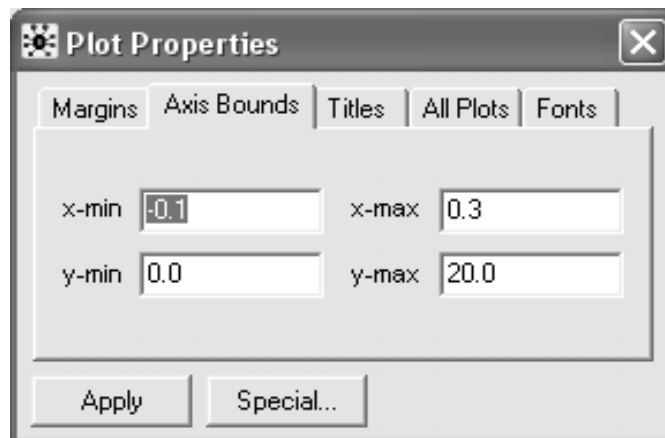 Plot Properties
Margins Axis Bounds Titles All Plots Fonts
x-min -0.1 x-max 0.3
y-min 0.0 y-max 20.0
Apply Special...